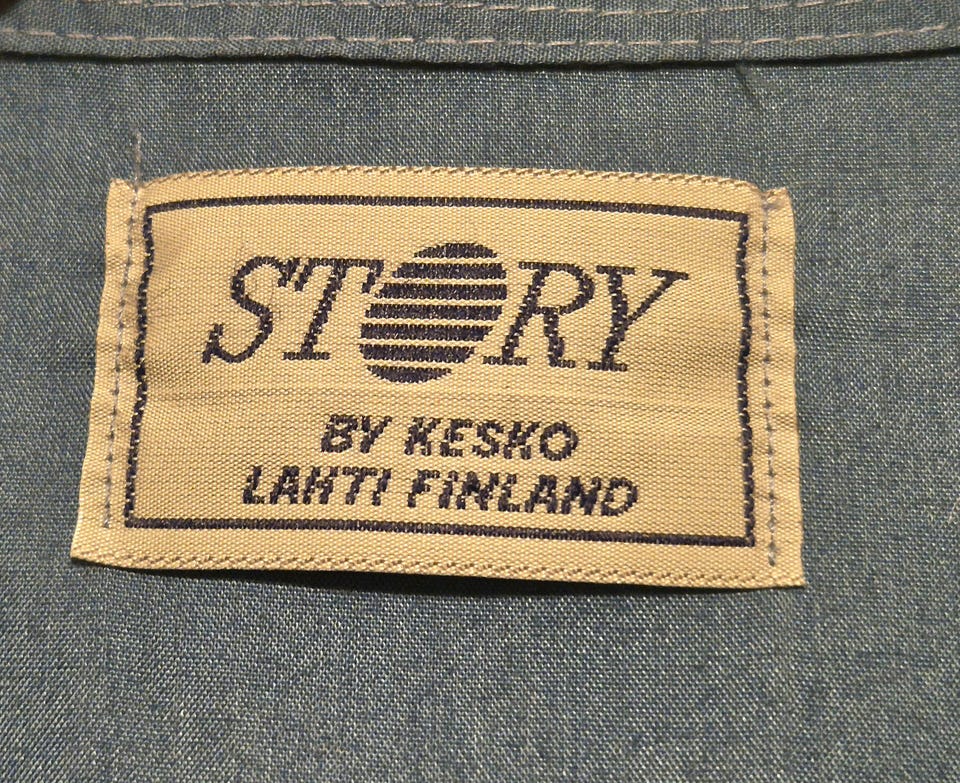 STORY
BY KESKO
LAHTI FINLAND